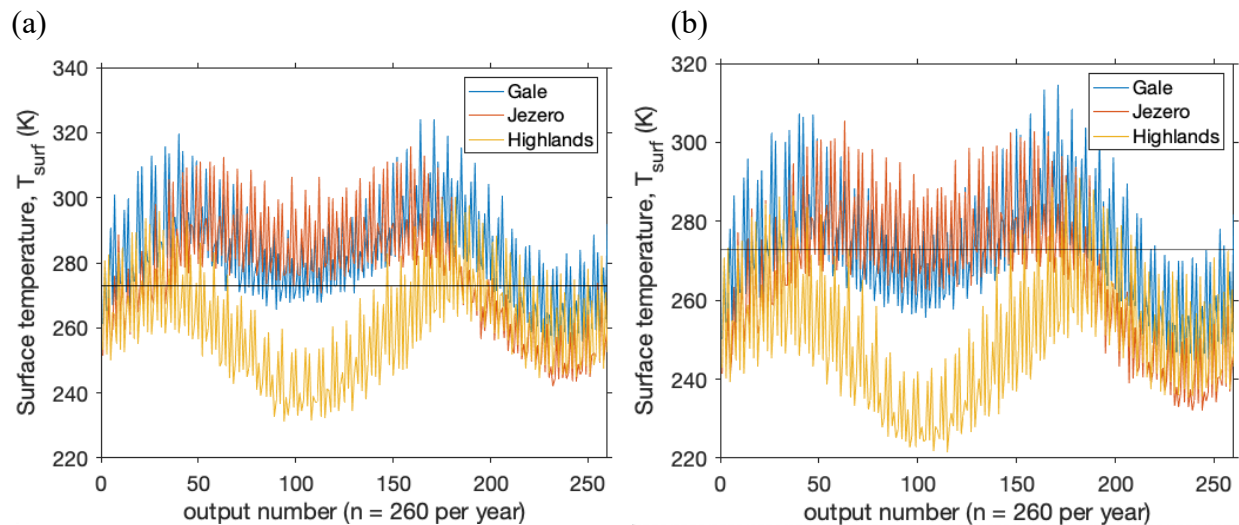 (a)
340
320
300
280
260
240
220
Surface temperature, T_surf (K)
Gale
Jezero
Highlands
0 50 100 150 200 250
output number (n = 260 per year)
(b)
320
300
280
260
240
220
Surface temperature, T_surf (K)
Gale
Jezero
Highlands
0 50 100 150 200 250
output number (n = 260 per year)